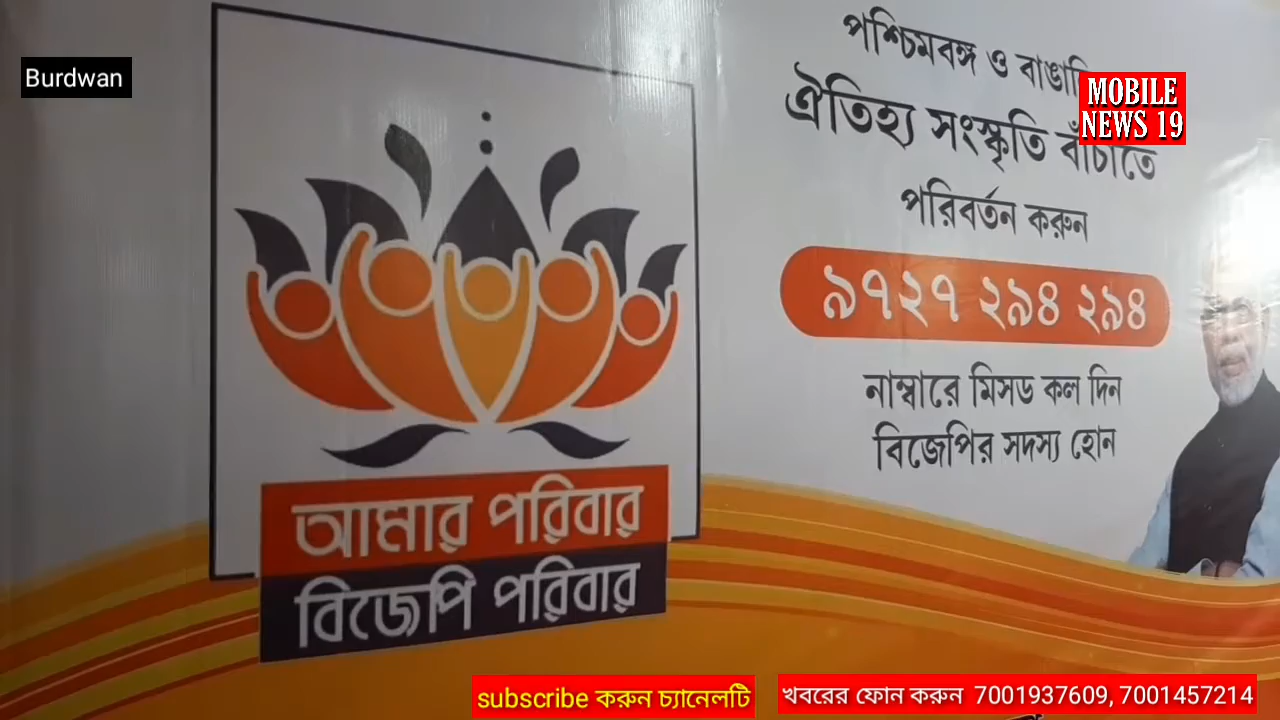 Burdwan
পশ্চিমবঙ্গ ও
MOBILE
NEWS 19
ঐতিহ্য সংস্কৃতি বাঁচাতে
পরিবর্তন করুন
৯৭২৭ ২৯৪ ২৯৪
নাম্বারে মিসড কল দিন
বিজেপির সদস্য হোন
আমার পরিবার
বিজেপি পরিবার
subscribe করুন চ্যানেলটি
খবরের ফোন করুন 7001937609, 7001457214